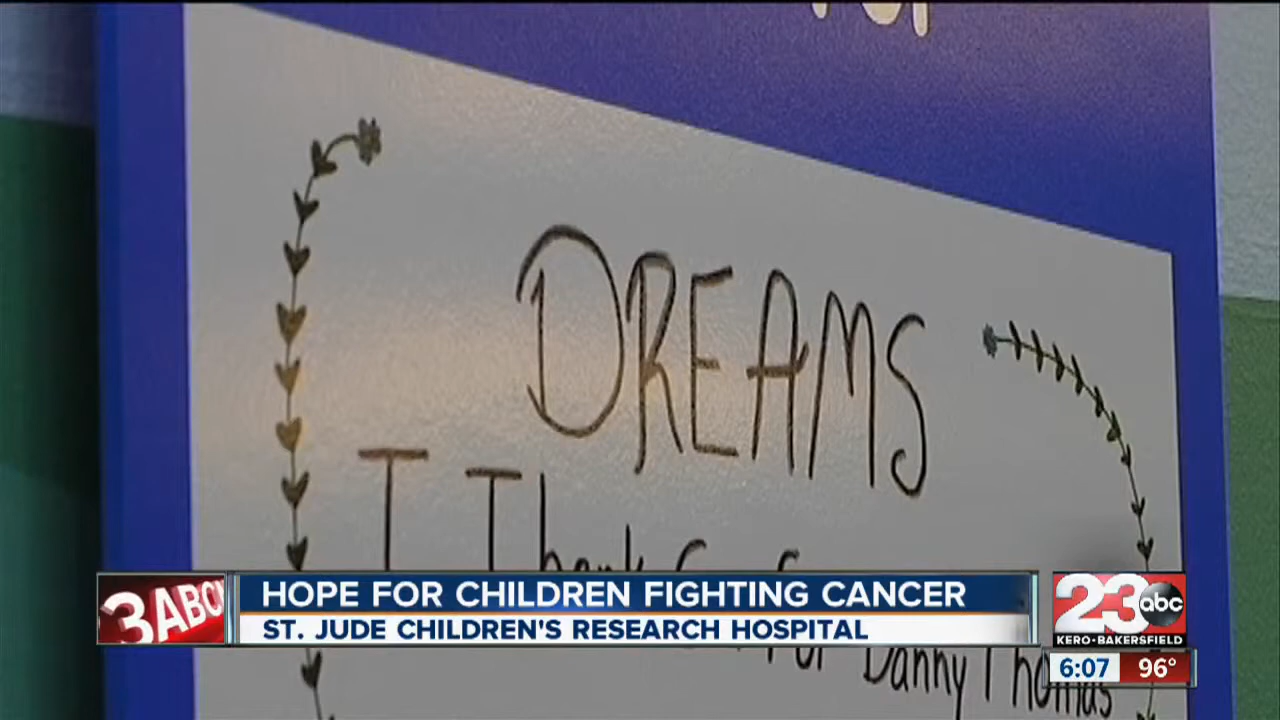 DREAMS
I Thank
for Danny Thomas
3ABC
HOPE FOR CHILDREN FIGHTING CANCER
ST. JUDE CHILDREN'S RESEARCH HOSPITAL
23 abc
KERO-BAKERSFIELD
6:07 96°